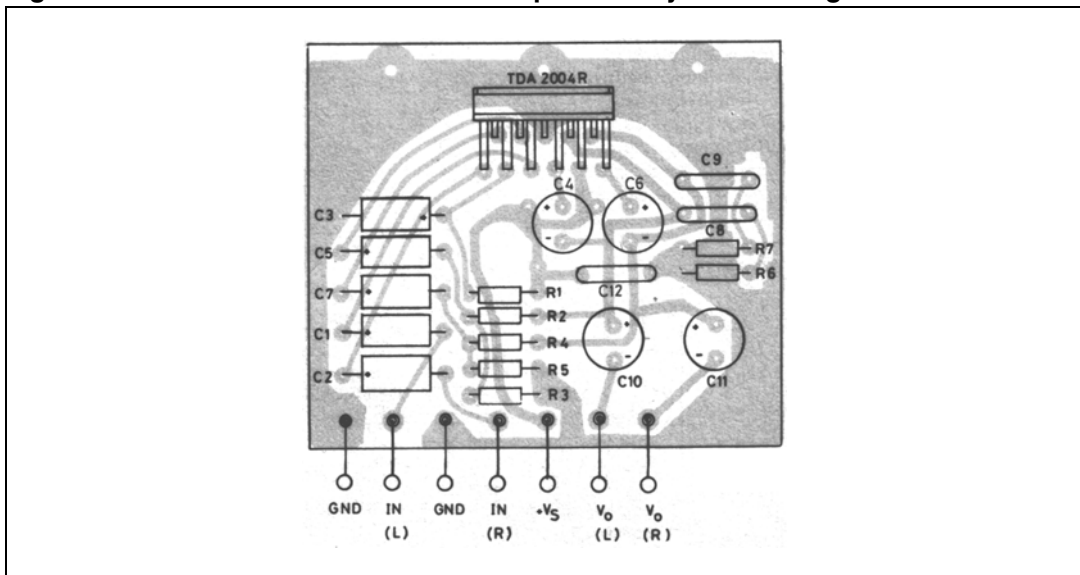 TDA 2004R
C9
C4 C6
C3
C8
C5 R7
C7 R1 C12 R6
R2
C1 R4
C2 R5 C10 C11
R3
GND IN GND IN +VS Vo Vo
(L) (R) (L) (R)